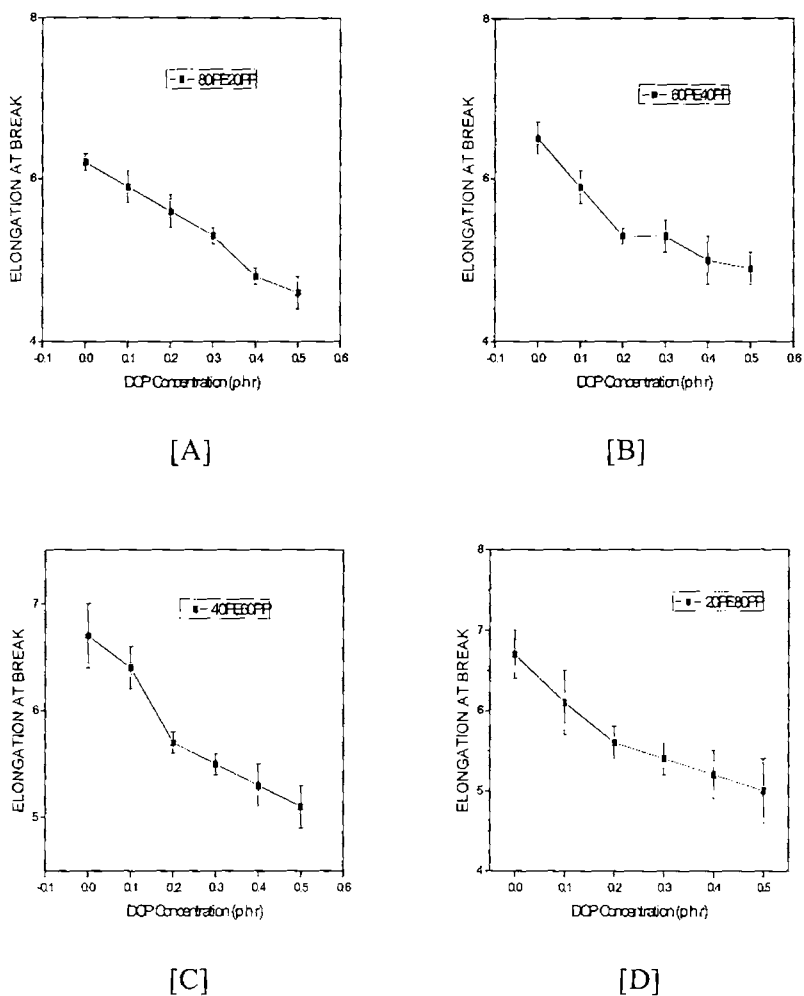 8
80PE20PP
ELONGATION AT BREAK
6
4
-0.1 0.0 0.1 0.2 0.3 0.4 0.5 0.6
DCP Concentration (phr)
[A]
8
60PE40PP
ELONGATION AT BREAK
6
4
-0.1 0.0 0.1 0.2 0.3 0.4 0.5 0.6
DCP Concentration (phr)
[B]
7
40PE60PP
ELONGATION AT BREAK
6
5
-0.1 0.0 0.1 0.2 0.3 0.4 0.5 0.6
DCP Concentration (phr)
[C]
8
20PE80PP
7
ELONGATION AT BREAK
6
5
4
0.0 0.1 0.2 0.3 0.4 0.5
DCP Concentration (phr)
[D]